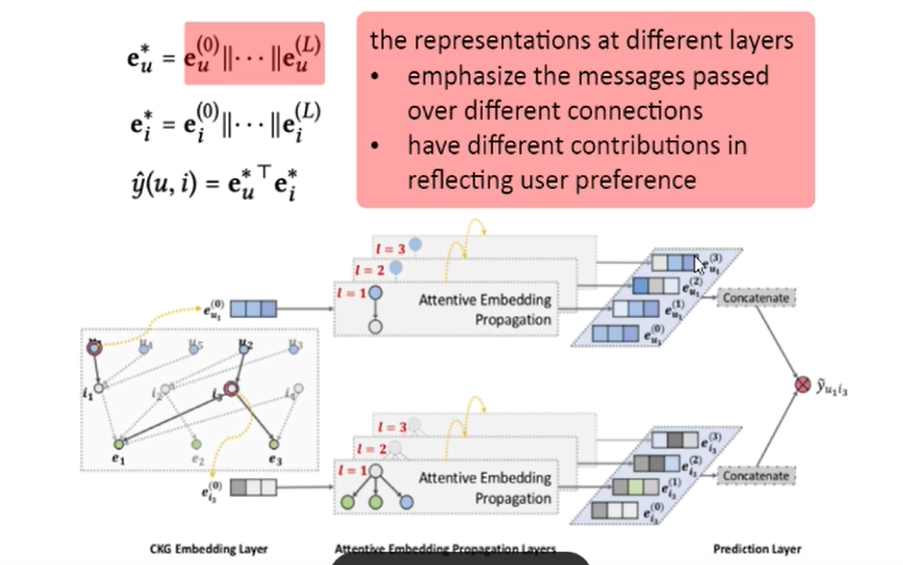 e*_u = e_u^(0) || · · · || e_u^(L)
e*_i = e_i^(0) || · · · || e_i^(L)
ŷ(u, i) = e*_u^⊤ e*_i
the representations at different layers
• emphasize the messages passed
over different connections
• have different contributions in
reflecting user preference
l = 3
l = 2
l = 1
Attentive Embedding
Propagation
e_u1^(0)
e_u1^(3)
e_u1^(2)
e_u1^(1)
e_u1^(0)
Concatenate
u_2
i_1
e_1
e_2
e_3
ŷ_u1i3
l = 3
l = 2
l = 1
Attentive Embedding
Propagation
e_i3^(0)
e_i3^(3)
e_i3^(2)
e_i3^(1)
e_i3^(0)
Concatenate
CKG Embedding Layer
Attentive Embedding Propagation Layers
Prediction Layer